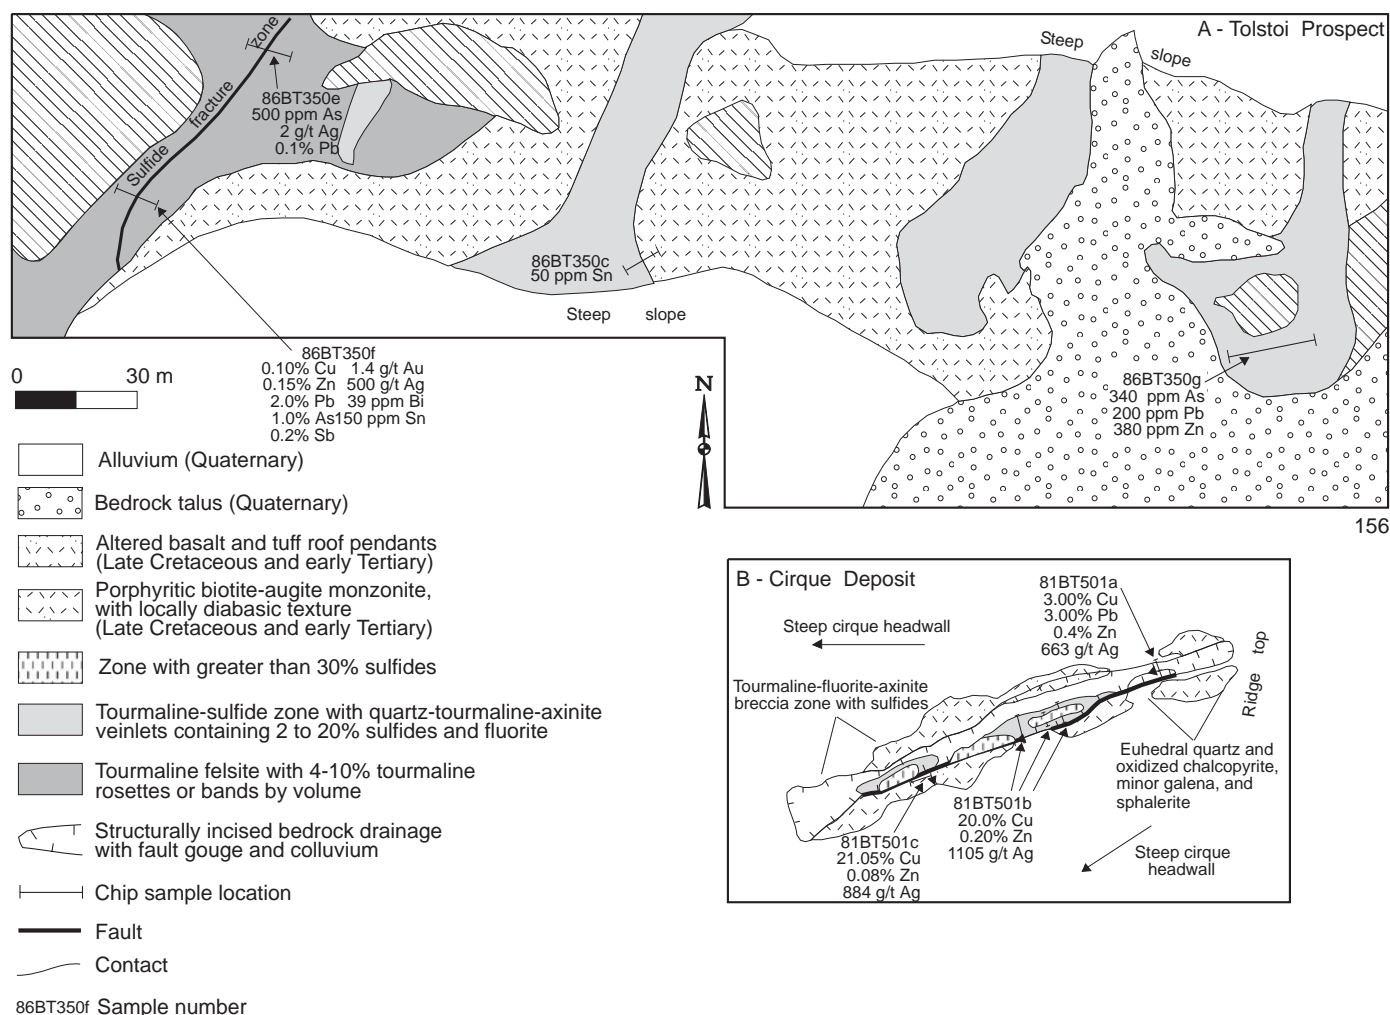 A - Tolstoi Prospect
Steep
slope
zone
fracture
Sulfide
86BT350e
500 ppm As
2 g/t Ag
0.1% Pb
86BT350c
50 ppm Sn
Steep slope
86BT350f
0.10% Cu 1.4 g/t Au
0.15% Zn 500 g/t Ag
2.0% Pb 39 ppm Bi
1.0% As150 ppm Sn
0.2% Sb
86BT350g
340 ppm As
200 ppm Pb
380 ppm Zn
0 30 m
N
156
Alluvium (Quaternary)
Bedrock talus (Quaternary)
Altered basalt and tuff roof pendants
(Late Cretaceous and early Tertiary)
Porphyritic biotite-augite monzonite,
with locally diabasic texture
(Late Cretaceous and early Tertiary)
Zone with greater than 30% sulfides
Tourmaline-sulfide zone with quartz-tourmaline-axinite
veinlets containing 2 to 20% sulfides and fluorite
Tourmaline felsite with 4-10% tourmaline
rosettes or bands by volume
Structurally incised bedrock drainage
with fault gouge and colluvium
Chip sample location
Fault
Contact
86BT350f Sample number
B - Cirque Deposit
Steep cirque headwall
81BT501a
3.00% Cu
3.00% Pb
0.4% Zn
663 g/t Ag
Ridge top
Tourmaline-fluorite-axinite
breccia zone with sulfides
Euhedral quartz and
oxidized chalcopyrite,
minor galena, and
sphalerite
81BT501b
20.0% Cu
0.20% Zn
1105 g/t Ag
81BT501c
21.05% Cu
0.08% Zn
884 g/t Ag
Steep cirque
headwall